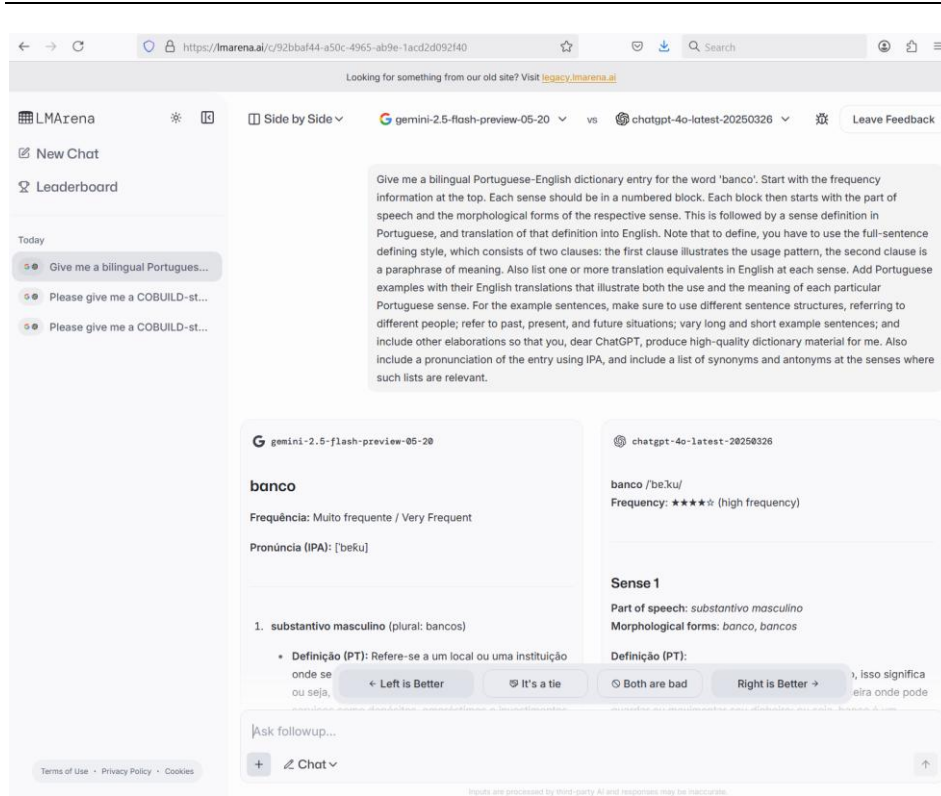 https://lmarena.ai/c/92bbaf44-a50c-4965-ab9e-1acd2d092f40
Search
Looking for something from our old site? Visit legacy.lmarena.ai
LMArena
New Chat
Leaderboard
Today
Give me a bilingual Portugues...
Please give me a COBUILD-st...
Please give me a COBUILD-st...
Terms of Use • Privacy Policy • Cookies
Side by Side
gemini-2.5-flash-preview-05-20 vs chatgpt-4o-latest-20250326
Leave Feedback
Give me a bilingual Portuguese-English dictionary entry for the word 'banco'. Start with the frequency
information at the top. Each sense should be in a numbered block. Each block then starts with the part of
speech and the morphological forms of the respective sense. This is followed by a sense definition in
Portuguese, and translation of that definition into English. Note that to define, you have to use the full-sentence
defining style, which consists of two clauses: the first clause illustrates the usage pattern, the second clause is
a paraphrase of meaning. Also list one or more translation equivalents in English at each sense. Add Portuguese
examples with their English translations that illustrate both the use and the meaning of each particular
Portuguese sense. For the example sentences, make sure to use different sentence structures, referring to
different people; refer to past, present, and future situations; vary long and short example sentences; and
include other elaborations so that you, dear ChatGPT, produce high-quality dictionary material for me. Also
include a pronunciation of the entry using IPA, and include a list of synonyms and antonyms at the senses where
such lists are relevant.
gemini-2.5-flash-preview-05-20
banco
Frequência: Muito frequente / Very Frequent
Pronúncia (IPA):
1. substantivo masculino (plural: bancos)
• Definição (PT): Refere-se a um local ou uma instituição
onde se
ou seja,
chatgpt-4o-latest-20250326
banco
Frequency: ★★★★☆ (high frequency)
Sense 1
Part of speech: substantivo masculino
Morphological forms: banco, bancos
Definição (PT):
, isso significa
eira onde pode
← Left is Better
It's a tie
Both are bad
Right is Better →
Ask followup...
+ Chat
Inputs are processed by third-party AI and responses may be inaccurate.